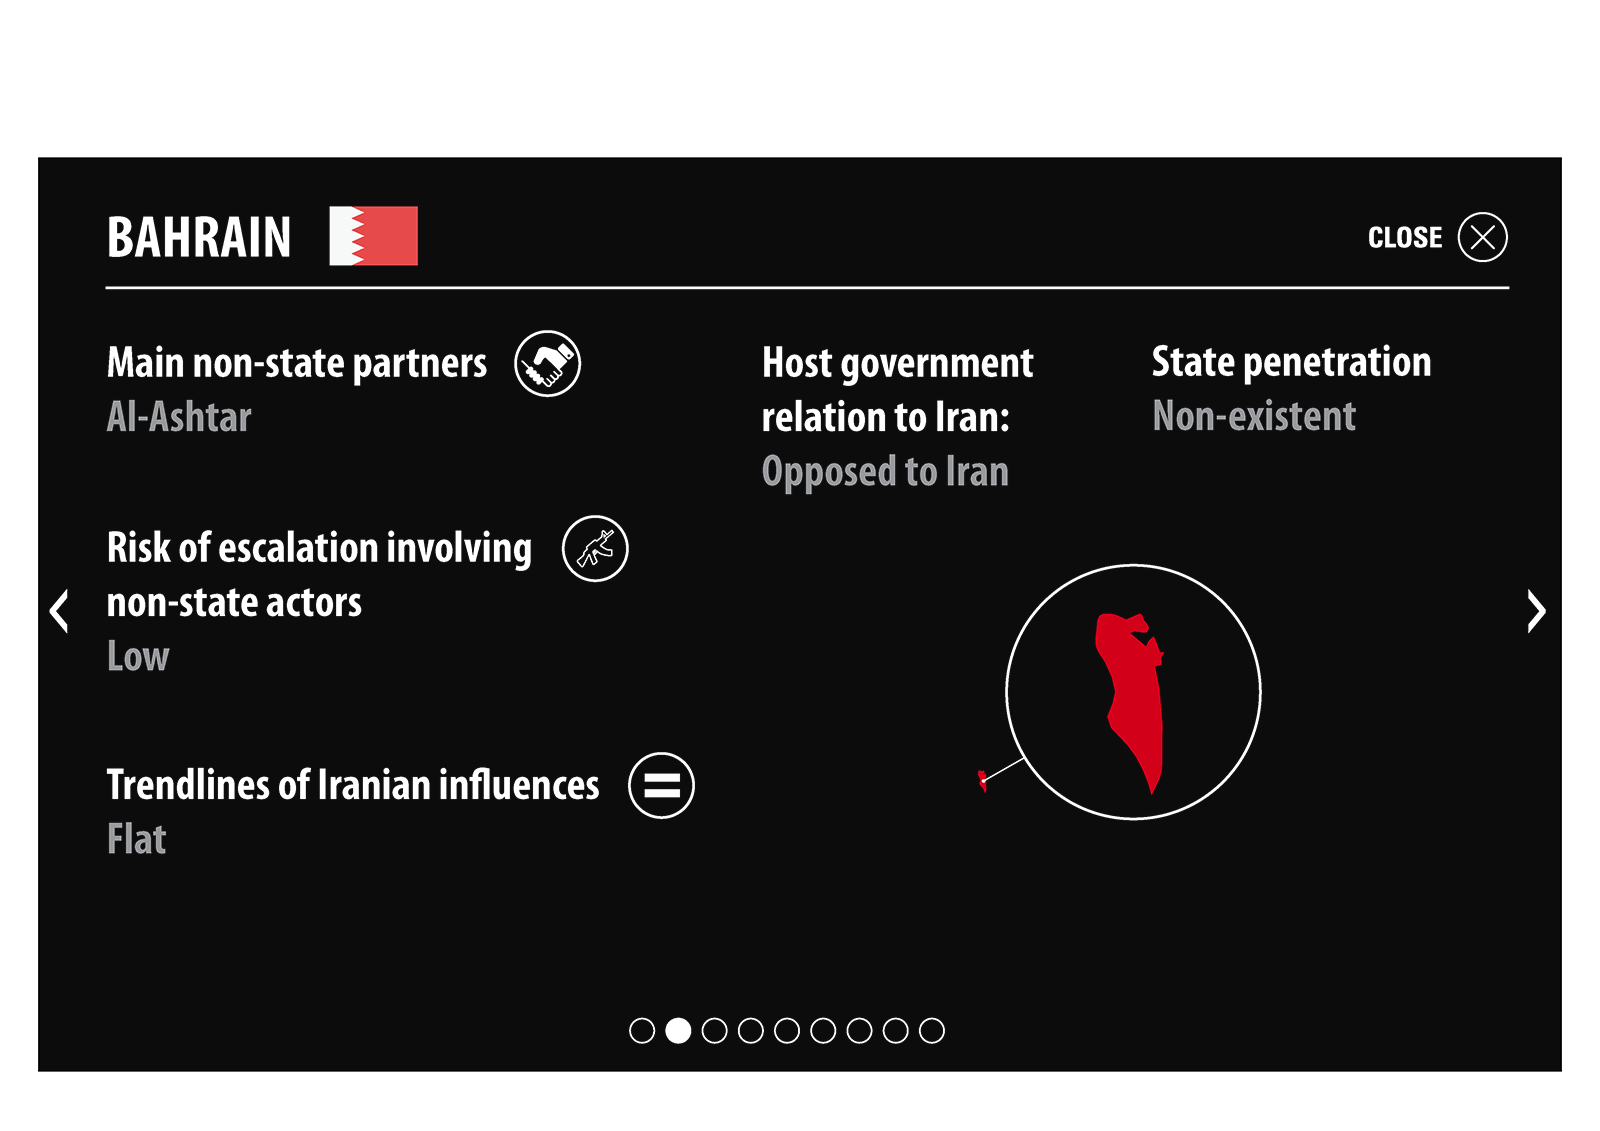 BAHRAIN
CLOSE
Main non-state partners
Al-Ashtar
Host government
relation to Iran:
Opposed to Iran
State penetration
Non-existent
Risk of escalation involving
non-state actors
Low
Trendlines of Iranian influences
Flat